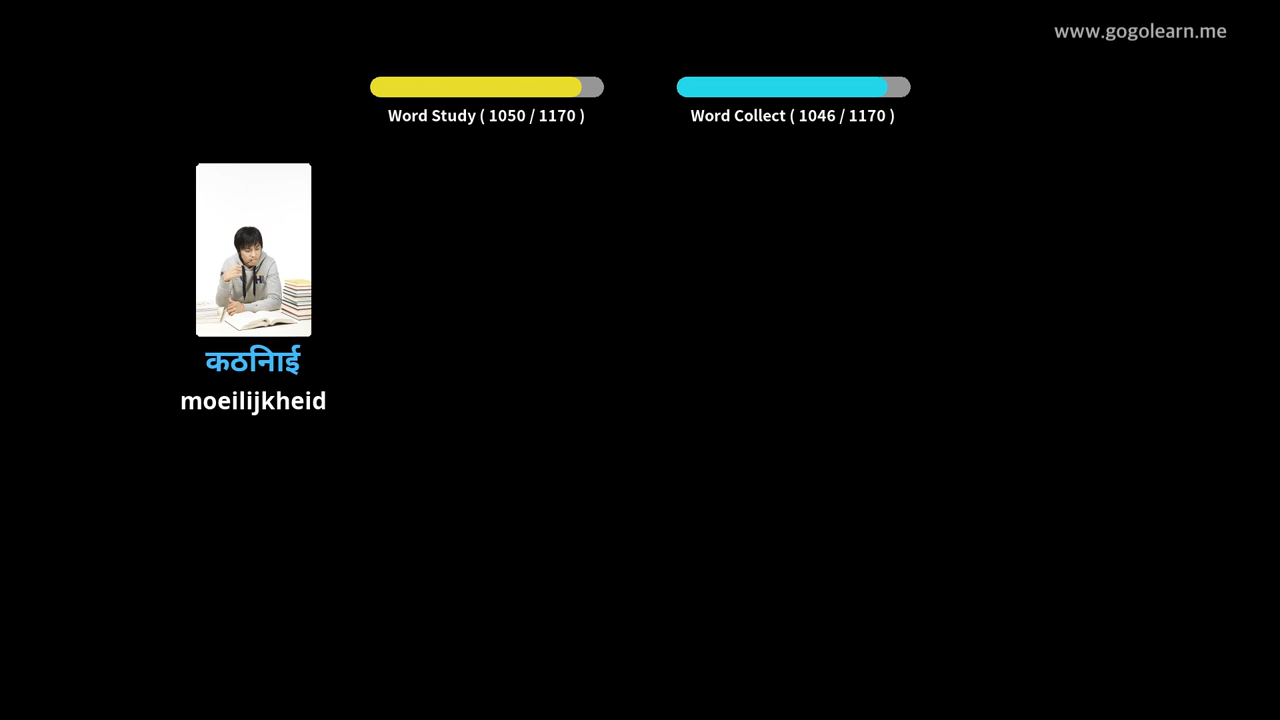 www.gogolearn.me
Word Study ( 1050 / 1170 )
Word Collect ( 1046 / 1170 )
कठिनाई
moeilijkheid